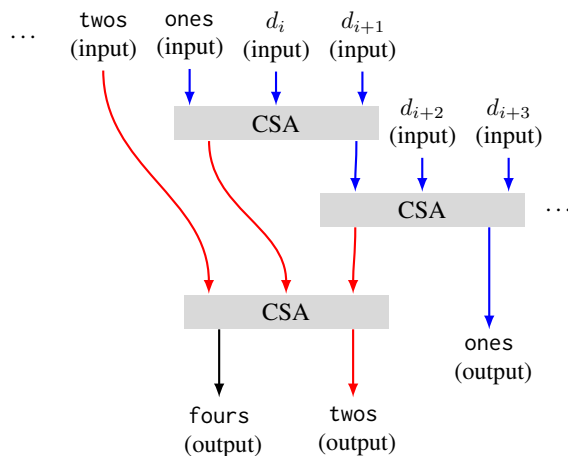 … twos ones d_i d_{i+1}
(input) (input) (input) (input)
CSA
d_{i+2} d_{i+3}
(input) (input)
CSA …
CSA
ones
(output)
fours twos
(output) (output)